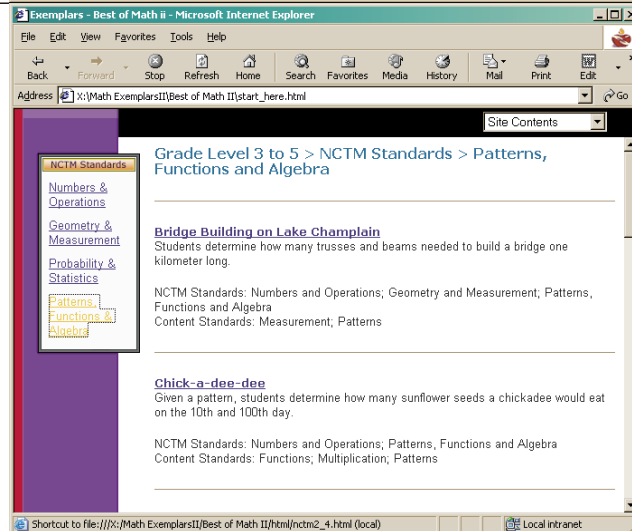 Exemplars - Best of Math ii - Microsoft Internet Explorer
File Edit View Favorites Tools Help
Back Forward Stop Refresh Home Search Favorites Media History Mail Print Edit
Address X:\Math ExemplarsII\Best of Math II\start_here.html Go
Site Contents
NCTM Standards
Numbers &
Operations
Geometry &
Measurement
Probability &
Statistics
Patterns,
Functions &
Algebra
Grade Level 3 to 5 > NCTM Standards > Patterns,
Functions and Algebra
Bridge Building on Lake Champlain
Students determine how many trusses and beams needed to build a bridge one
kilometer long.
NCTM Standards: Numbers and Operations; Geometry and Measurement; Patterns,
Functions and Algebra
Content Standards: Measurement; Patterns
Chick-a-dee-dee
Given a pattern, students determine how many sunflower seeds a chickadee would eat
on the 10th and 100th day.
NCTM Standards: Numbers and Operations; Patterns, Functions and Algebra
Content Standards: Functions; Multiplication; Patterns
Shortcut to file:///X:/Math ExemplarsII/Best of Math II/html/nctm2_4.html (local) Local intranet